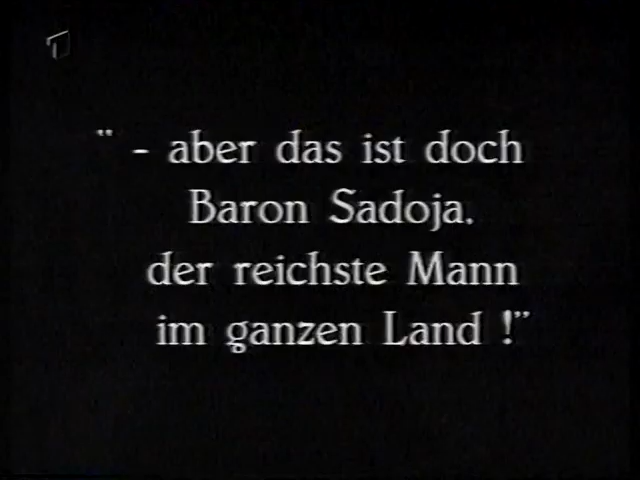 " - aber das ist doch
Baron Sadoja.
der reichste Mann
im ganzen Land !"